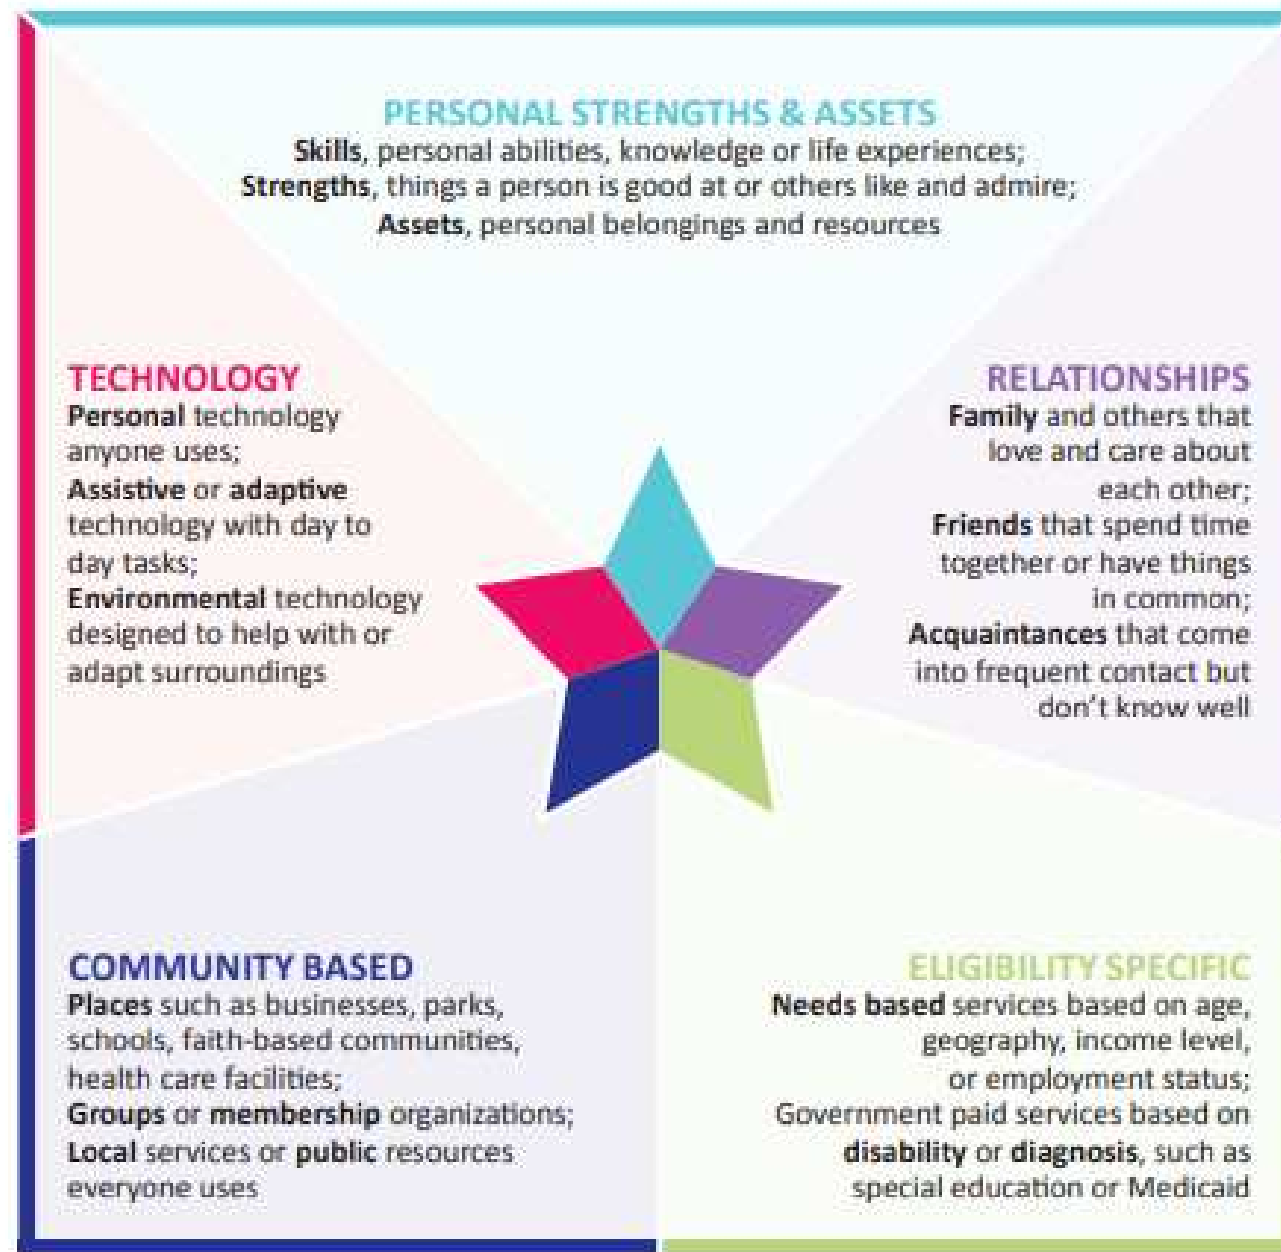 PERSONAL STRENGTHS & ASSETS
Skills, personal abilities, knowledge or life experiences;
Strengths, things a person is good at or others like and admire;
Assets, personal belongings and resources
TECHNOLOGY
Personal technology
anyone uses;
Assistive or adaptive
technology with day to
day tasks;
Environmental technology
designed to help with or
adapt surroundings
RELATIONSHIPS
Family and others that
love and care about
each other;
Friends that spend time
together or have things
in common;
Acquaintances that come
into frequent contact but
don't know well
COMMUNITY BASED
Places such as businesses, parks,
schools, faith-based communities,
health care facilities;
Groups or membership organizations;
Local services or public resources
everyone uses
ELIGIBILITY SPECIFIC
Needs based services based on age,
geography, income level,
or employment status;
Government paid services based on
disability or diagnosis, such as
special education or Medicaid